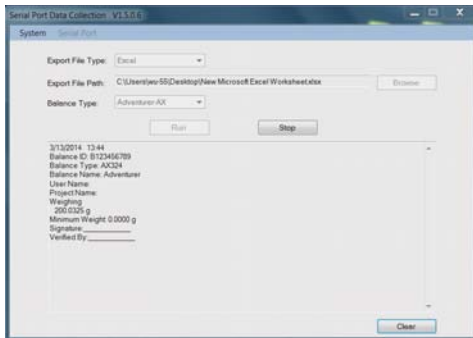 Serial Port Data Collection : V1.5.0.6
System Serial Port
Export File Type: Excel
Export File Path: C:\Users\wu-55\Desktop\New Microsoft Excel Worksheet.xlsx Browse
Balence Type: Adventurer-AX
Run Stop
3/13/2014 13:44
Balance ID: B123456789
Balance Type: AX324
Balance Name: Adventurer
User Name:
Project Name:
Weighing
200.0325 g
Minimum Weight 0.0000 g
Signature:__________
Verified By:__________
Clear